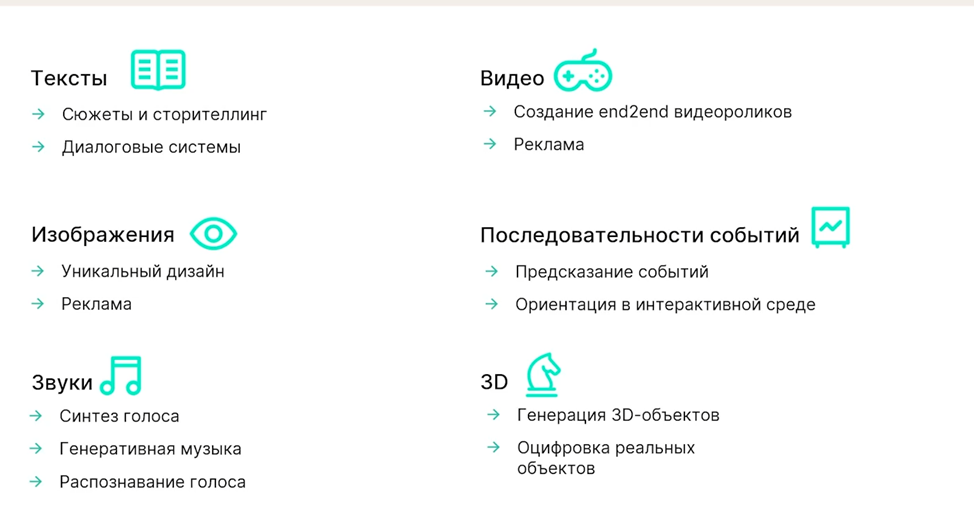 Тексты
Сюжеты и сторителлинг
Диалоговые системы
Видео
Создание end2end видеороликов
Реклама
Изображения
Уникальный дизайн
Реклама
Последовательности событий
Предсказание событий
Ориентация в интерактивной среде
Звуки
Синтез голоса
Генеративная музыка
Распознавание голоса
3D
Генерация 3D-объектов
Оцифровка реальных
объектов